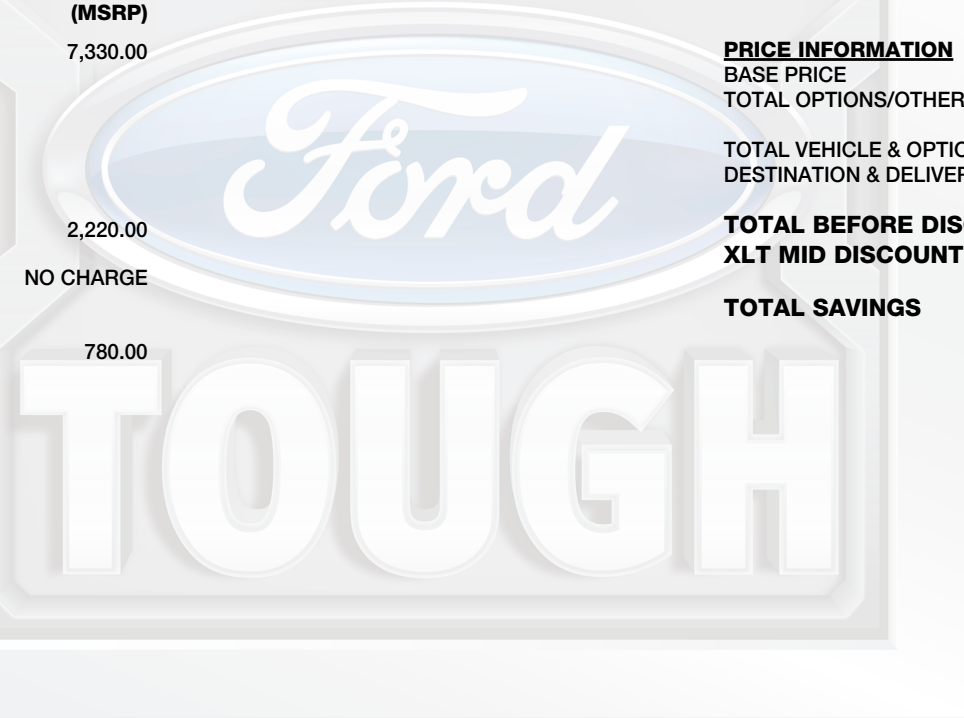 (MSRP)
7,330.00
2,220.00
NO CHARGE
780.00
PRICE INFORMATION
BASE PRICE
TOTAL OPTIONS/OTHER
TOTAL VEHICLE & OPTIO
DESTINATION & DELIVER
TOTAL BEFORE DIS
XLT MID DISCOUNT
TOTAL SAVINGS
Ford
TOUGH